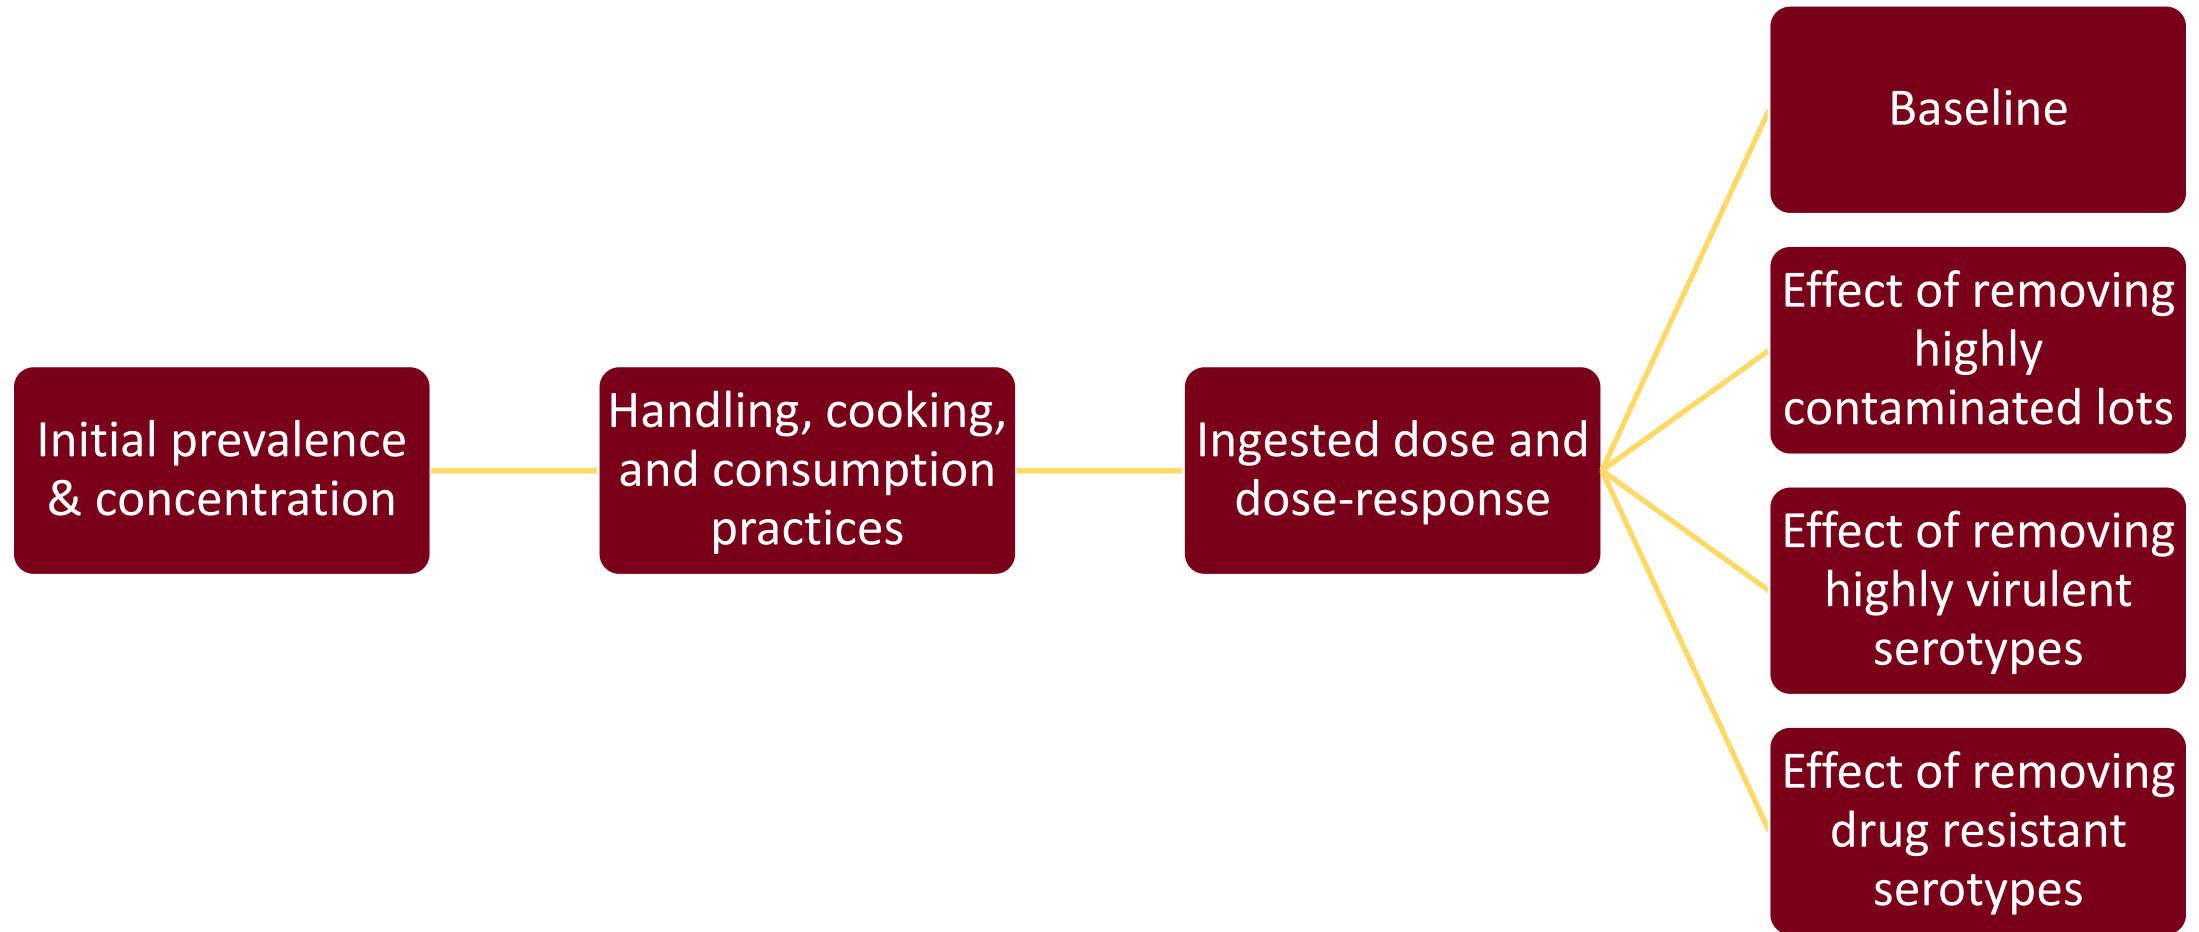 Initial prevalence
& concentration
Handling, cooking,
and consumption
practices
Ingested dose and
dose-response
Baseline
Effect of removing
highly
contaminated lots
Effect of removing
highly virulent
serotypes
Effect of removing
drug resistant
serotypes